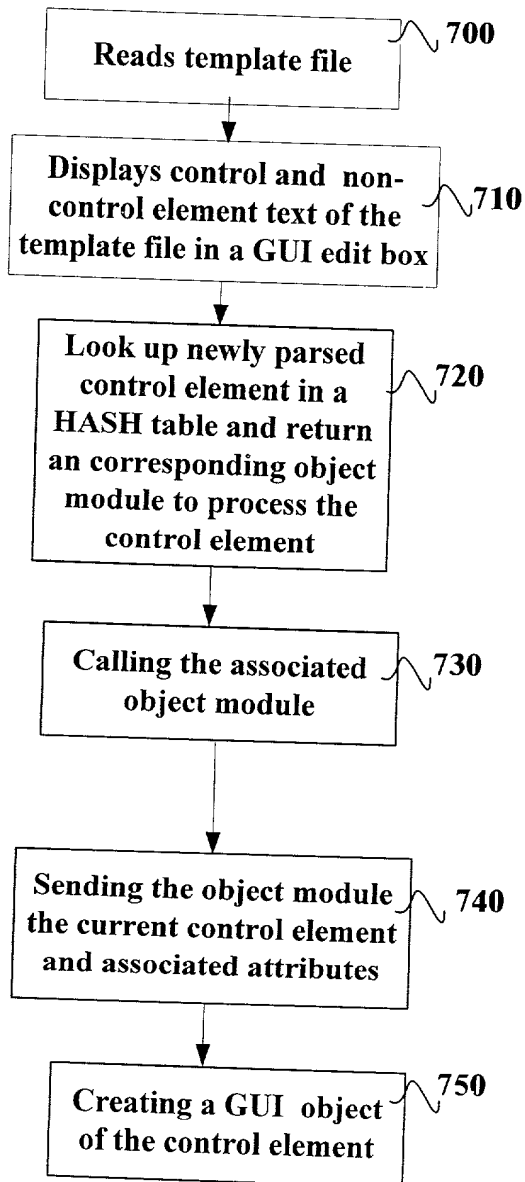 700
Reads template file
Displays control and non-
control element text of the
template file in a GUI edit box
710
Look up newly parsed
control element in a
HASH table and return
an corresponding object
module to process the
control element
720
Calling the associated
object module
730
Sending the object module
the current control element
and associated attributes
740
Creating a GUI object
of the control element
750